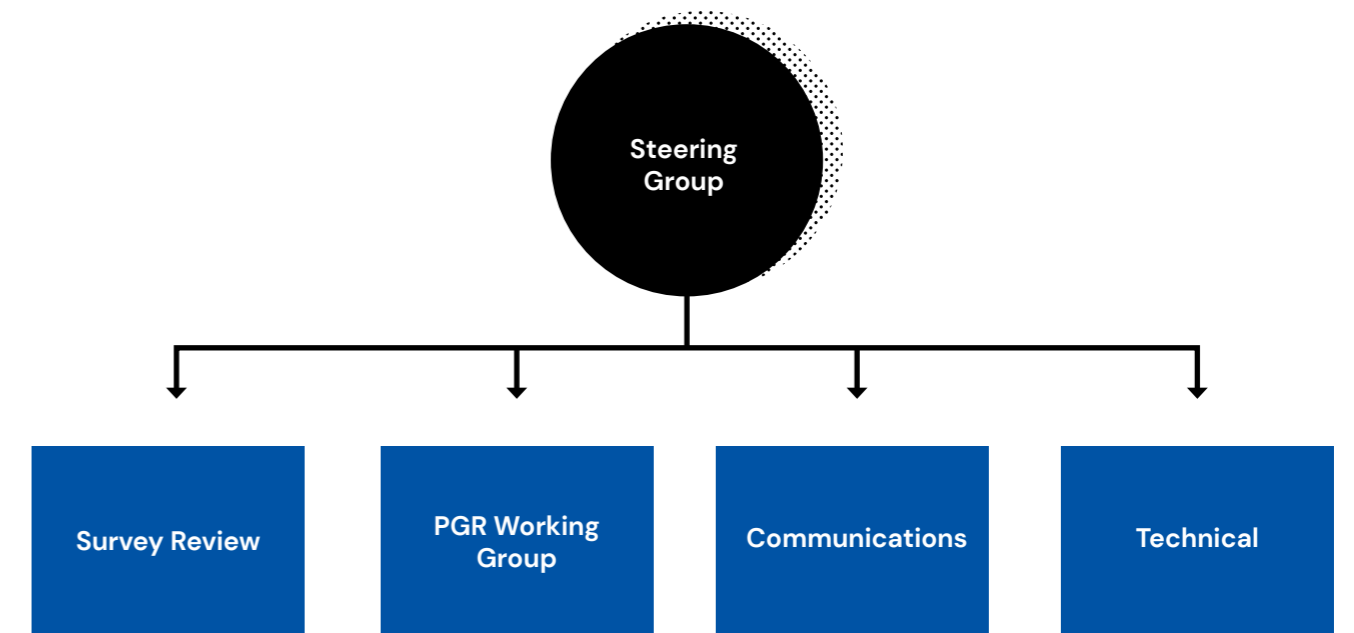 Steering
Group
Survey Review
PGR Working
Group
Communications
Technical